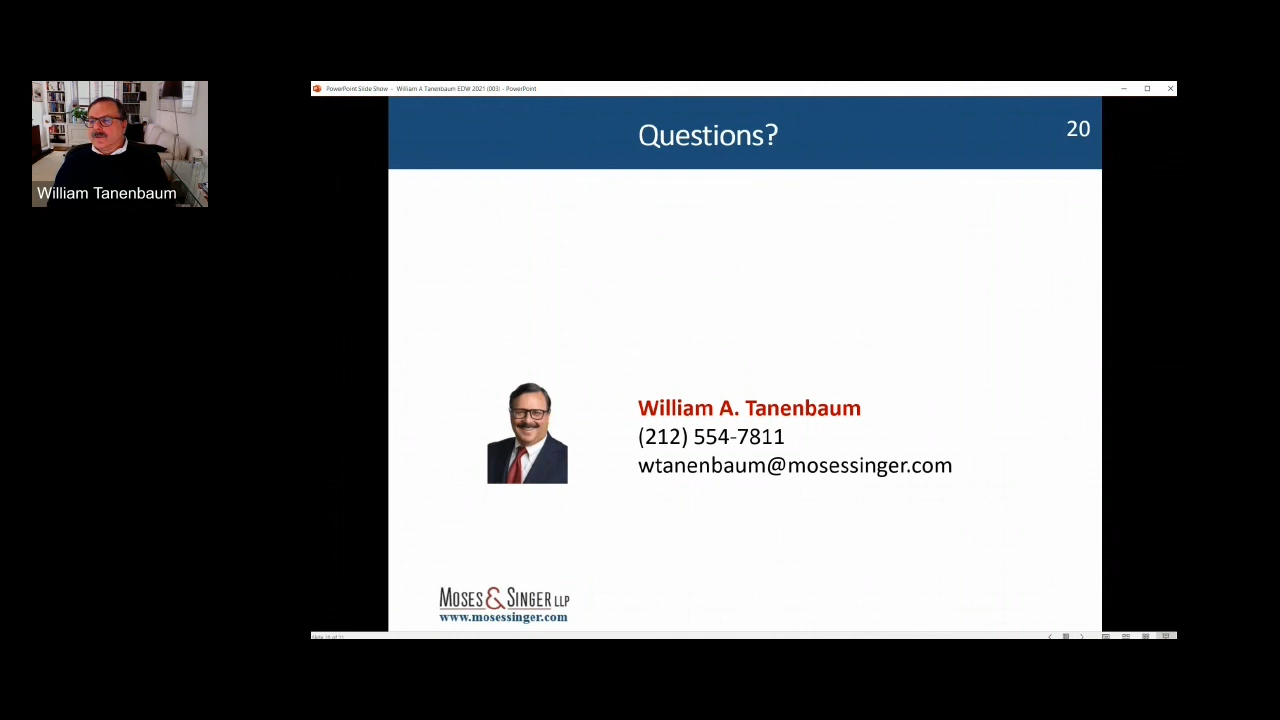 PowerPoint Slide Show - William A Tanenbaum EDW 2021 (003) - PowerPoint
Questions?
20
William Tanenbaum
William A. Tanenbaum
(212) 554-7811
wtanenbaum@mosessinger.com
MOSES & SINGER LLP
www.mosessinger.com